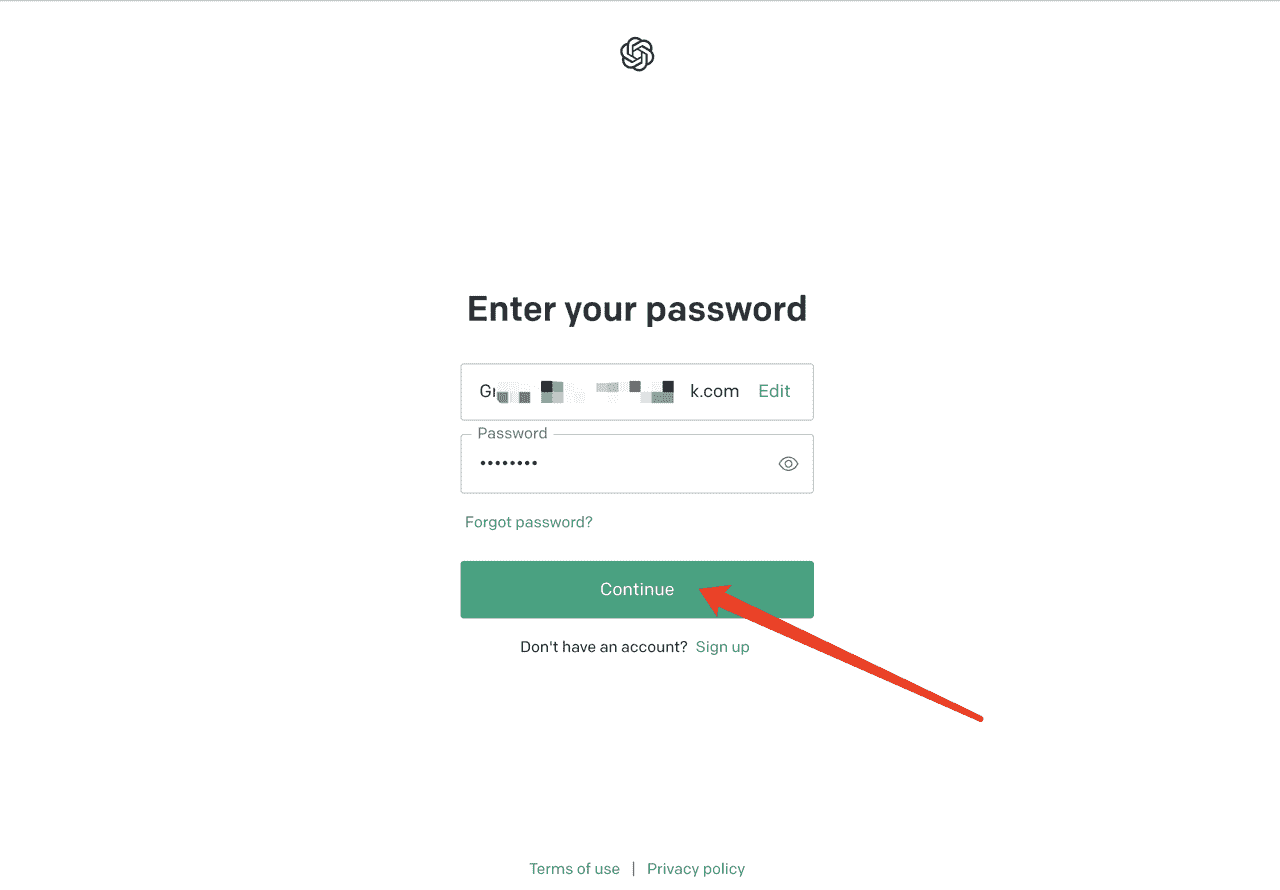 Enter your password
k.com Edit
Password
••••••••
Forgot password?
Continue
Don't have an account? Sign up
Terms of use | Privacy policy